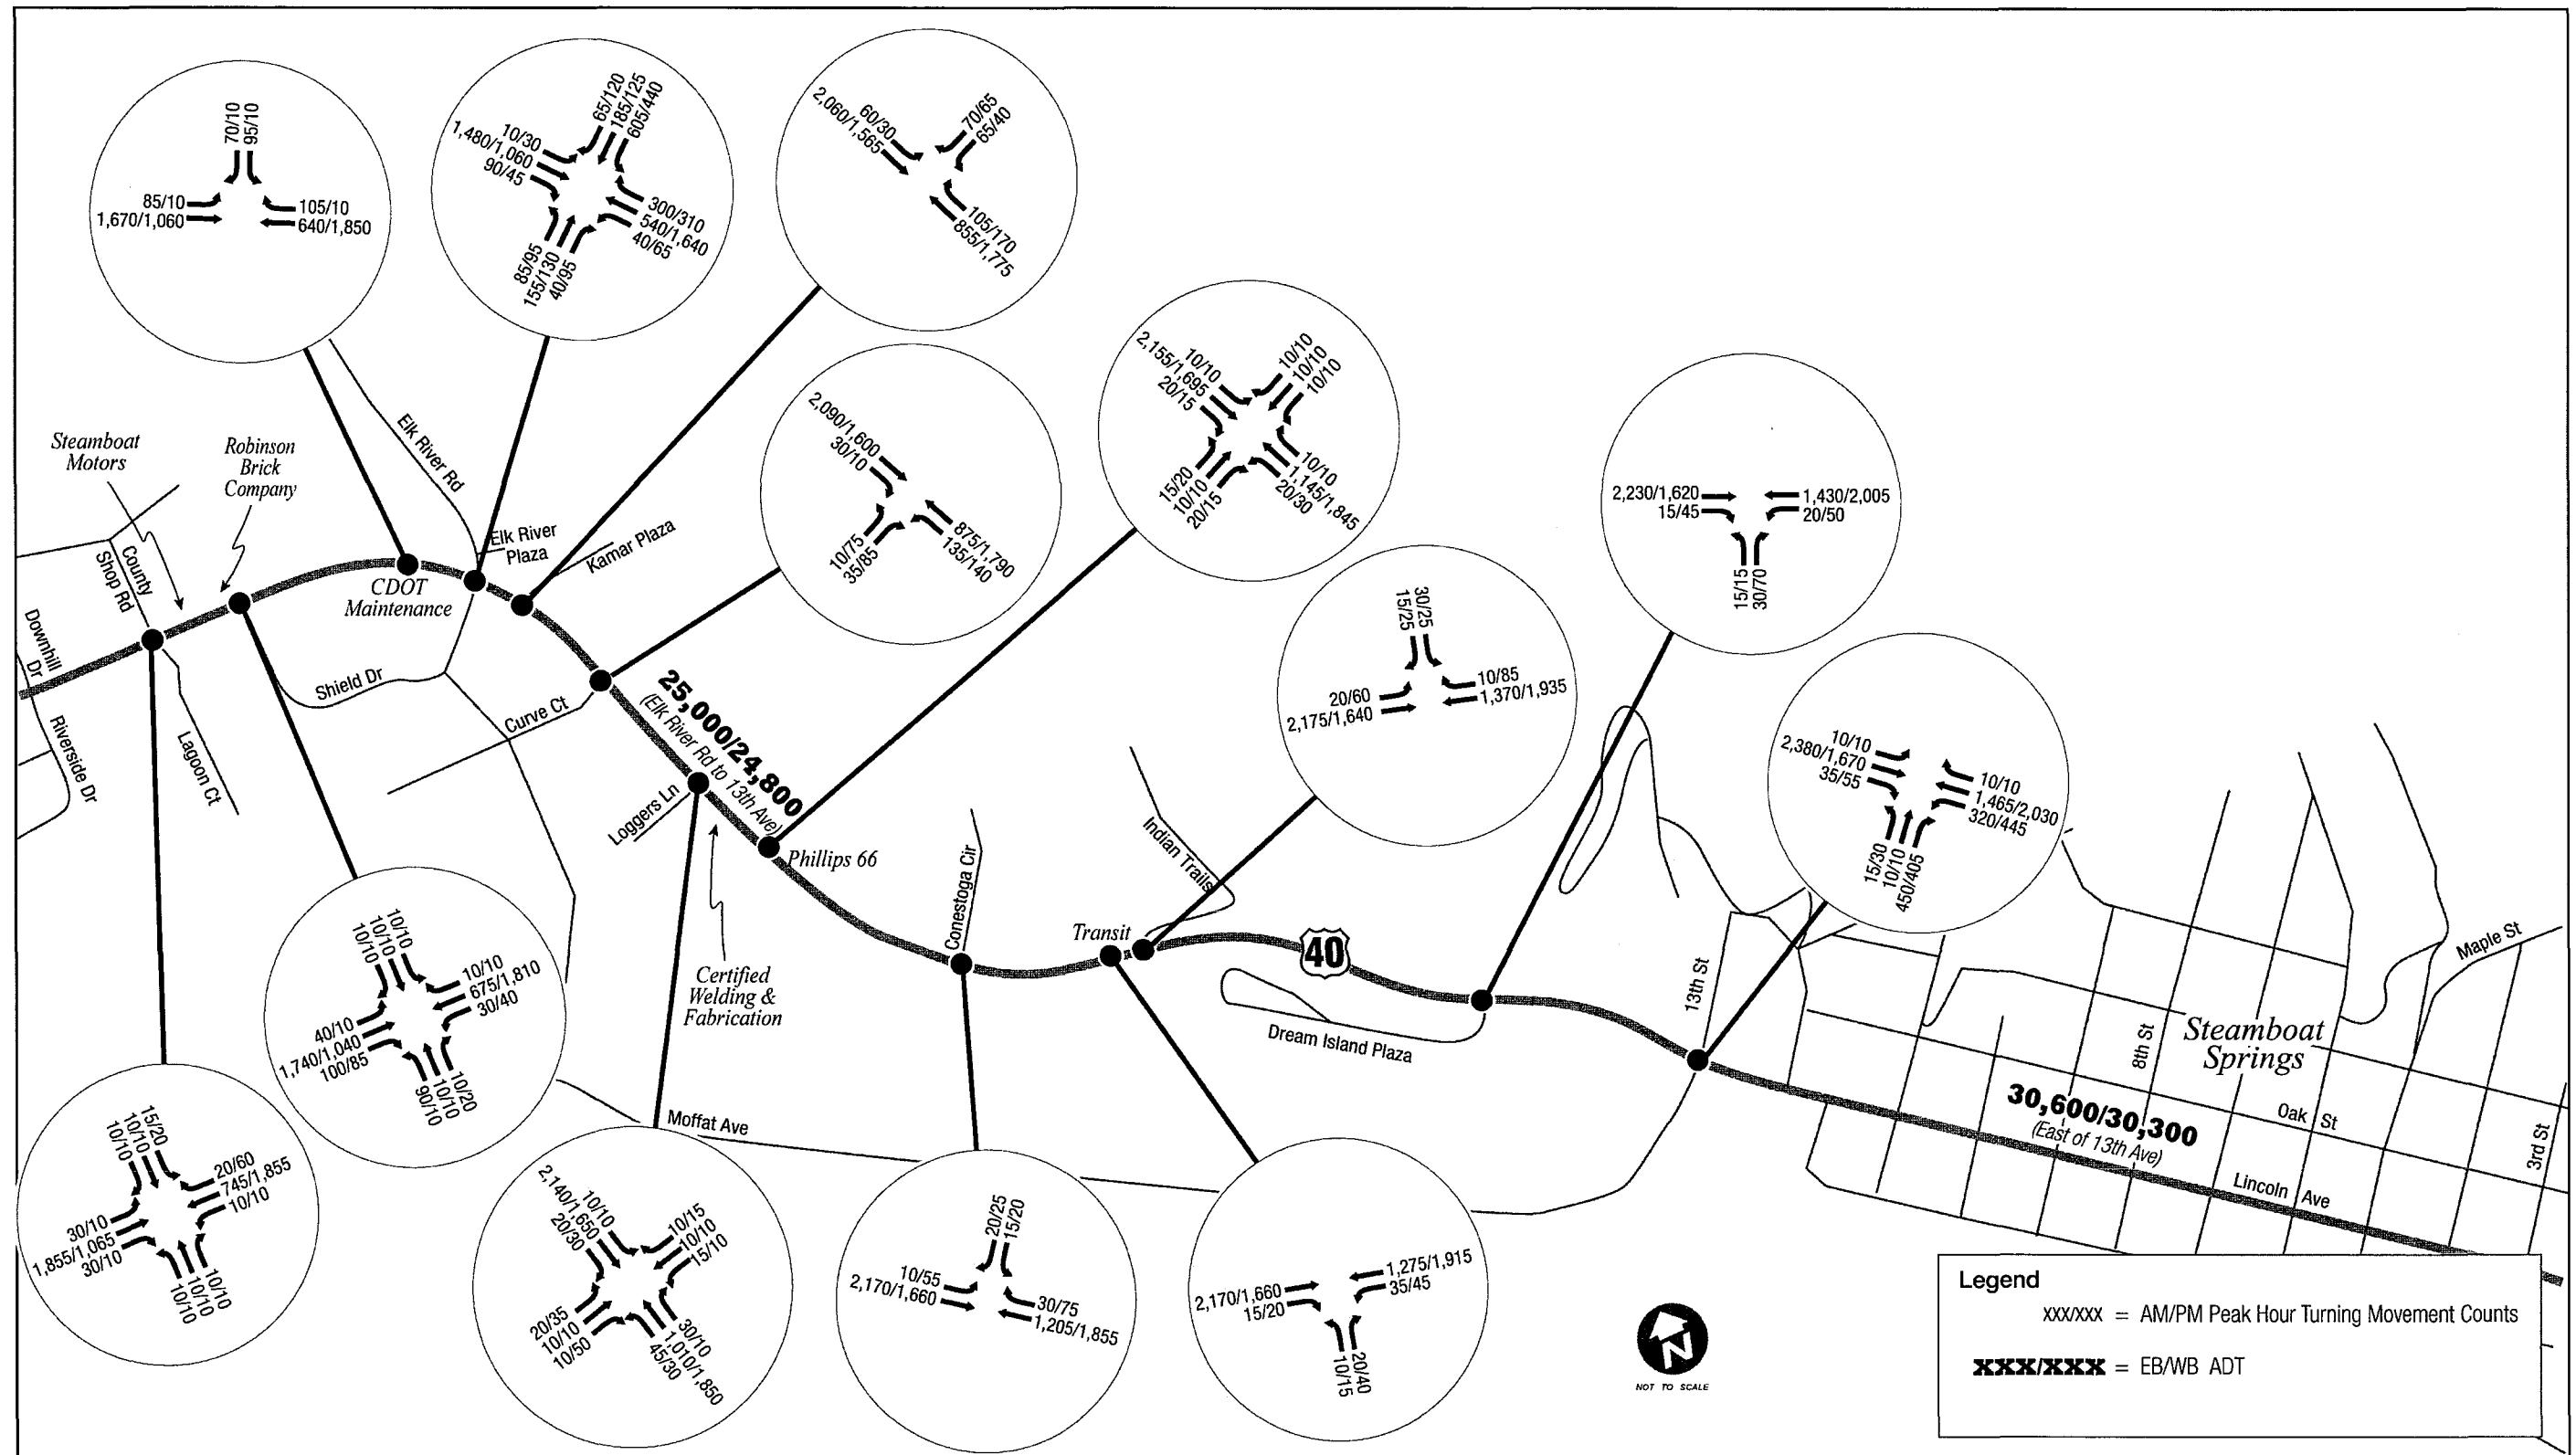 70/10
95/10
85/10
1,670/1,060
105/10
640/1,850
65/120
185/125
605/440
10/30
1,480/1,060
90/45
300/310
540/1,640
40/65
85/95
155/130
40/95
60/30
2,060/1,565
70/65
65/40
105/170
855/1,775
2,090/1,600
30/10
875/1,790
135/140
10/75
35/85
10/10
2,155/1,695
20/15
10/10
10/10
10/10
10/10
1,145/1,845
20/30
15/20
10/10
20/15
2,230/1,620
15/45
1,430/2,005
20/50
15/15
30/70
15/25
30/25
20/60
2,175/1,640
10/85
1,370/1,935
10/10
2,380/1,670
35/55
10/10
1,465/2,030
320/445
15/30
10/10
450/405
Steamboat
Motors
Robinson
Brick
Company
Elk River Rd
Elk River
Plaza
Kamar Plaza
County
Shop Rd
CDOT
Maintenance
Downhill
Dr
Riverside Dr
Lagoon Ct
Shield Dr
Curve Ct
25,000/24,800
(Elk River Rd to 13th Ave)
Loggers Ln
Phillips 66
Certified
Welding &
Fabrication
Conestoga Cir
Indian Trails
Transit
40
Dream Island Plaza
13th St
8th St
Steamboat
Springs
Maple St
30,600/30,300
(East of 13th Ave)
Oak St
3rd St
Lincoln Ave
Moffat Ave
10/10
10/10
10/10
10/10
675/1,810
30/40
40/10
1,740/1,040
100/85
90/10
10/10
10/20
10/10
10/10
15/20
20/60
745/1,855
10/10
30/10
1,855/1,065
30/10
10/10
10/10
10/10
10/10
2,140/1,650
20/30
10/15
10/10
15/10
30/10
1,010/1,850
45/30
20/35
10/10
10/50
20/25
15/20
10/55
2,170/1,660
30/75
1,205/1,855
2,170/1,660
15/20
1,275/1,915
35/45
10/15
20/40
N
NOT TO SCALE
Legend
xxx/xxx = AM/PM Peak Hour Turning Movement Counts
XXX/XXX = EB/WB ADT